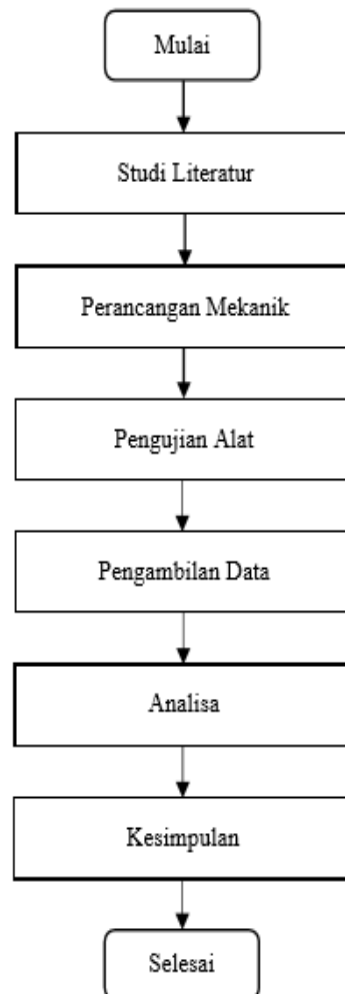 Mulai
Studi Literatur
Perancangan Mekanik
Pengujian Alat
Pengambilan Data
Analisa
Kesimpulan
Selesai